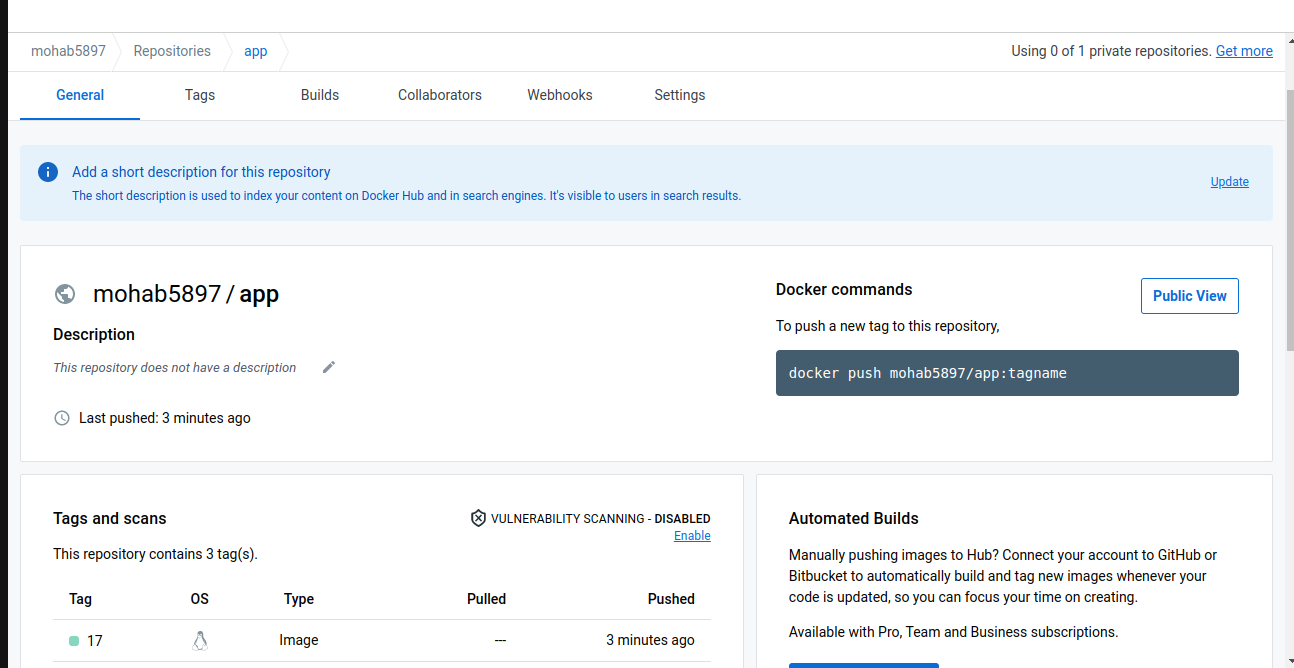 mohab5897 Repositories app Using 0 of 1 private repositories. Get more
General Tags Builds Collaborators Webhooks Settings
Add a short description for this repository
The short description is used to index your content on Docker Hub and in search engines. It's visible to users in search results.
Update
mohab5897 / app
Description
This repository does not have a description
Last pushed: 3 minutes ago
Docker commands
Public View
To push a new tag to this repository,
docker push mohab5897/app:tagname
Tags and scans
VULNERABILITY SCANNING - DISABLED
Enable
This repository contains 3 tag(s).
Tag OS Type Pulled Pushed
17 Image --- 3 minutes ago
Automated Builds
Manually pushing images to Hub? Connect your account to GitHub or
Bitbucket to automatically build and tag new images whenever your
code is updated, so you can focus your time on creating.
Available with Pro, Team and Business subscriptions.